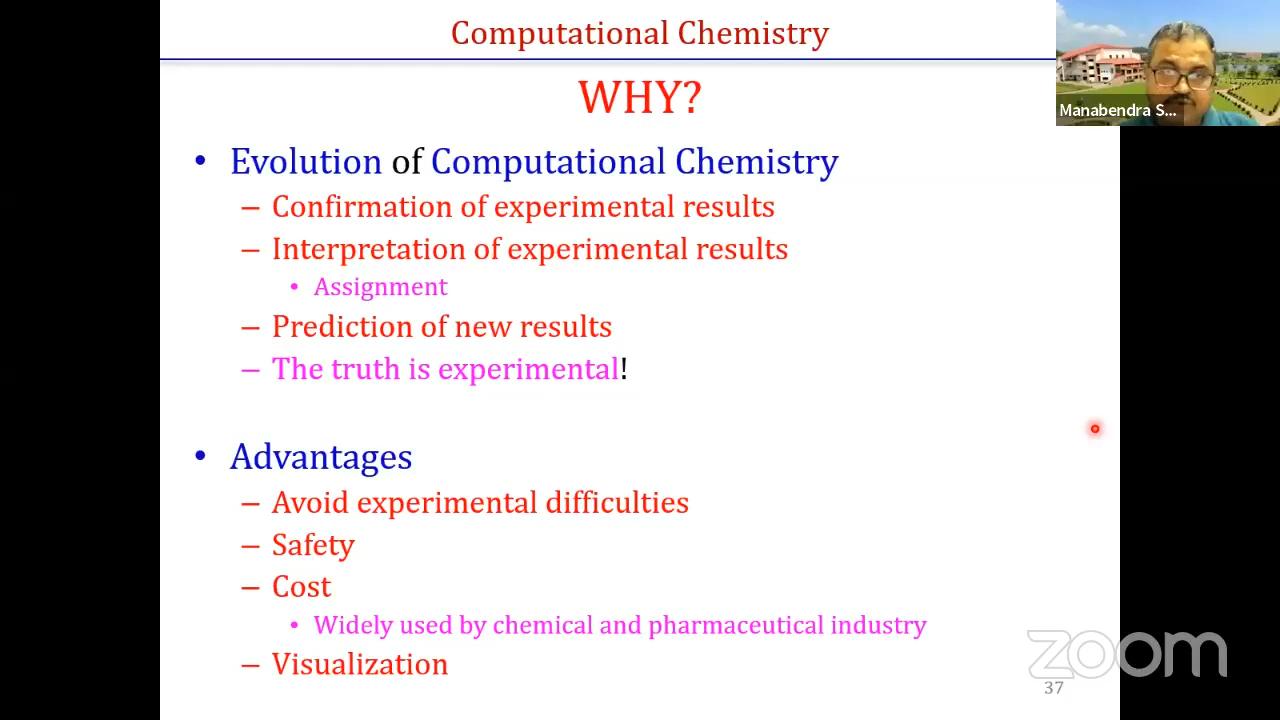 Computational Chemistry
WHY?
Manabendra S...
• Evolution of Computational Chemistry
– Confirmation of experimental results
– Interpretation of experimental results
• Assignment
– Prediction of new results
– The truth is experimental!
• Advantages
– Avoid experimental difficulties
– Safety
– Cost
• Widely used by chemical and pharmaceutical industry
– Visualization
zoom
37